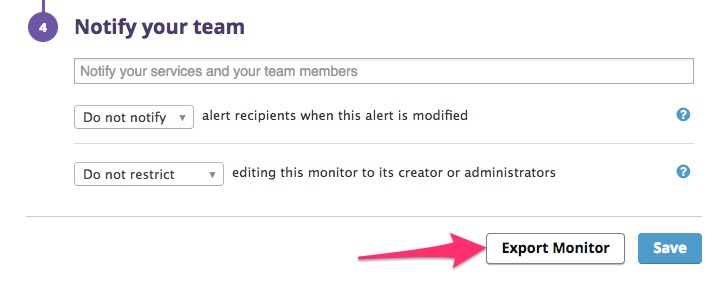 4 Notify your team
Notify your services and your team members
Do not notify ▼ alert recipients when this alert is modified ?
Do not restrict ▼ editing this monitor to its creator or administrators ?
Export Monitor Save